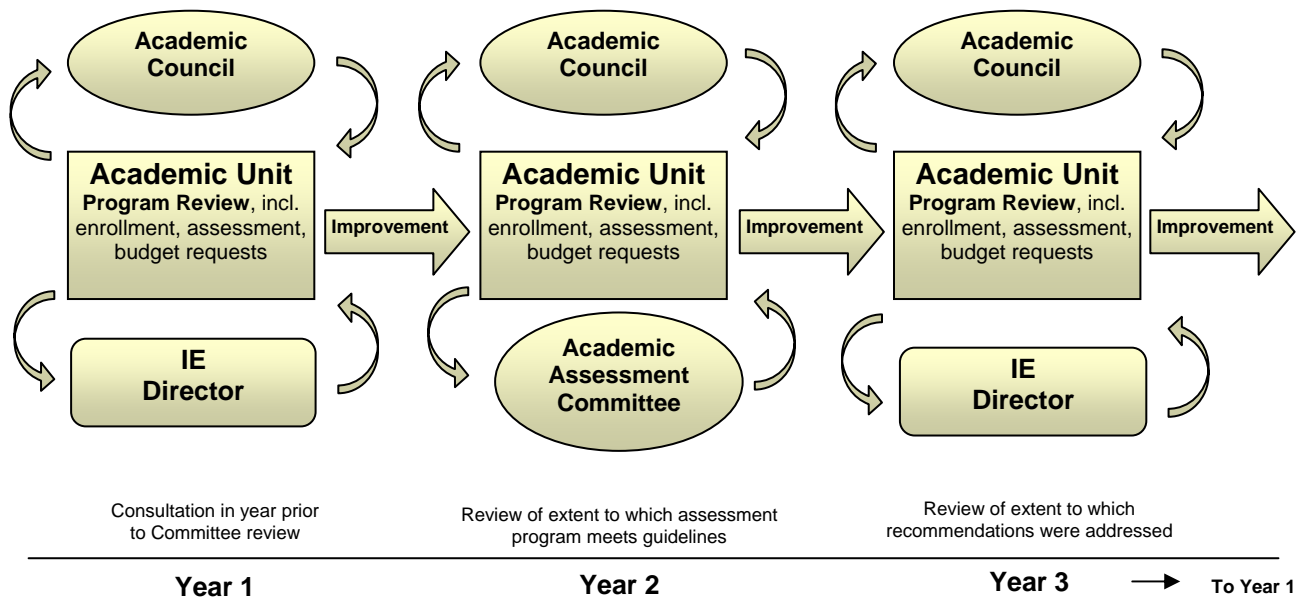 Academic
Council
Academic Unit
Program Review, incl.
enrollment, assessment,
budget requests
Improvement
IE
Director
Consultation in year prior
to Committee review
Year 1
Academic
Council
Academic Unit
Program Review, incl.
enrollment, assessment,
budget requests
Improvement
Academic
Assessment
Committee
Review of extent to which assessment
program meets guidelines
Year 2
Academic
Council
Academic Unit
Program Review, incl.
enrollment, assessment,
budget requests
Improvement
IE
Director
Review of extent to which
recommendations were addressed
Year 3
To Year 1